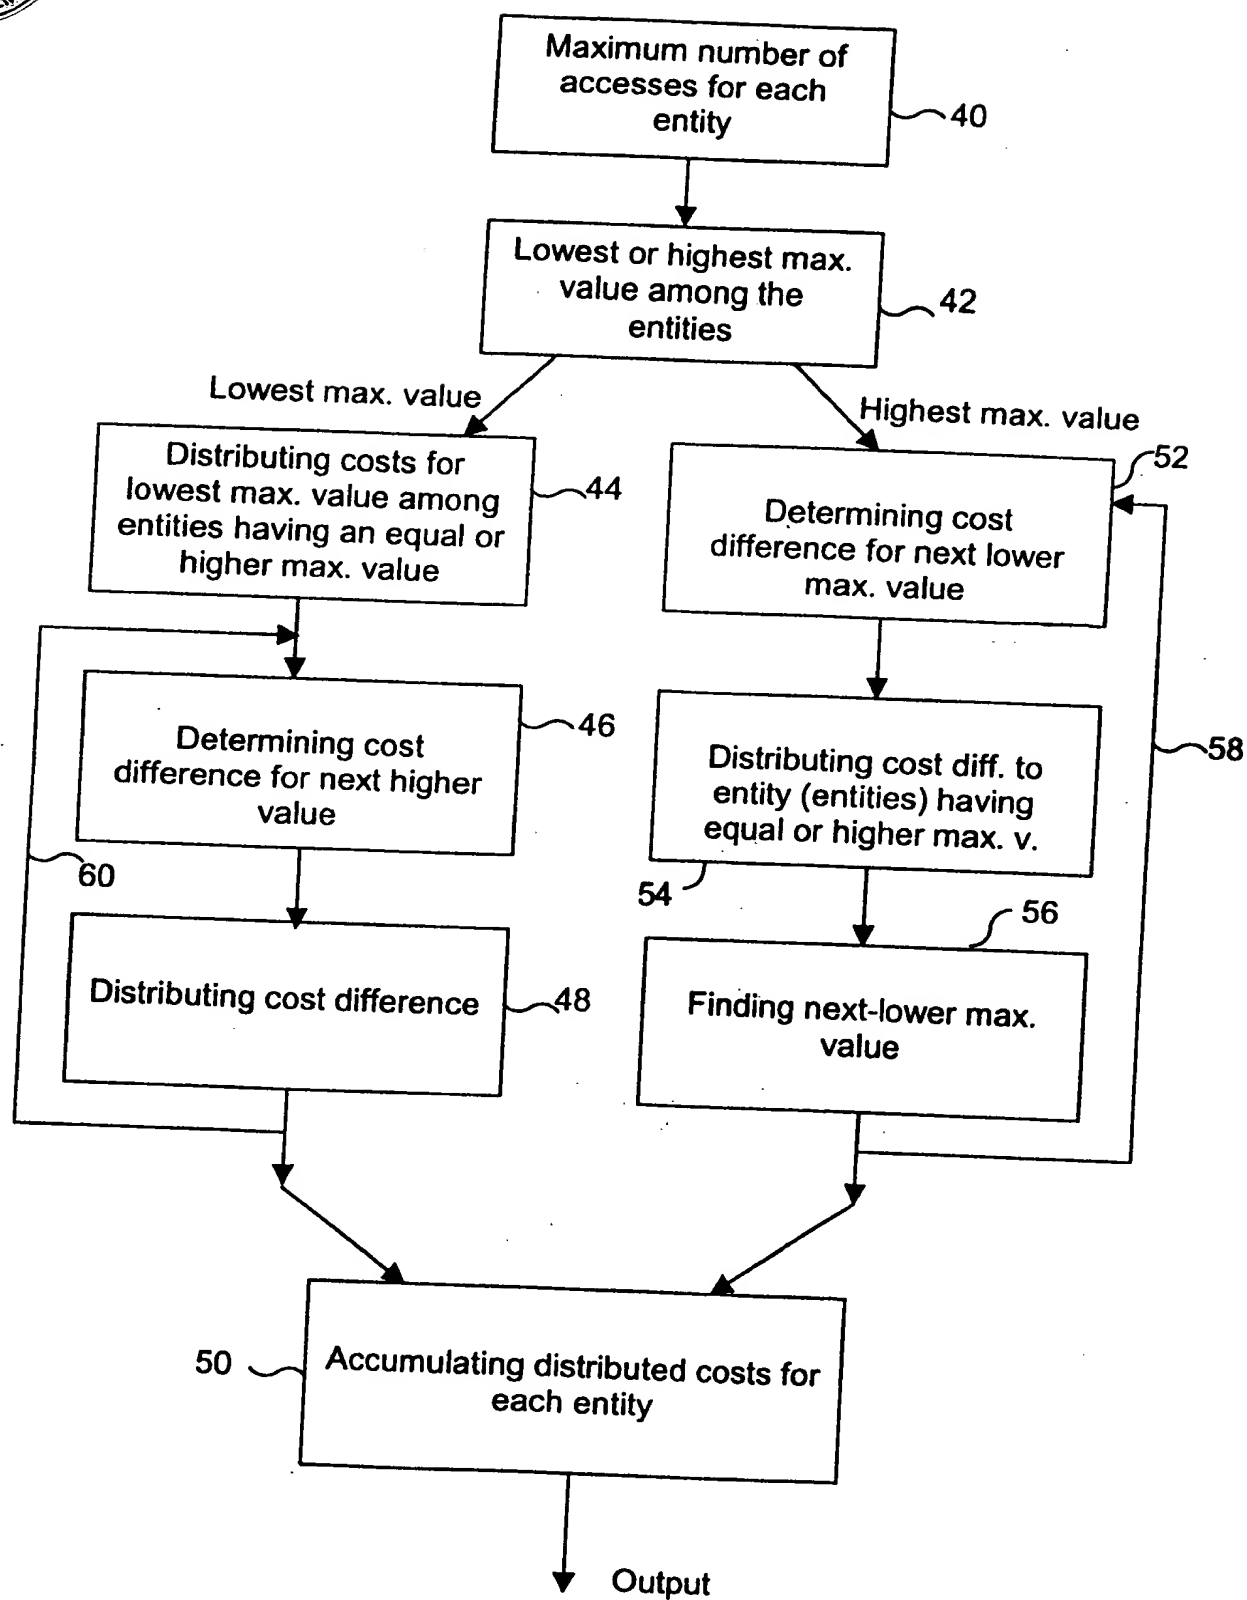 Maximum number of
accesses for each
entity
40
Lowest or highest max.
value among the
entities
42
Lowest max. value
Highest max. value
Distributing costs for
lowest max. value among
entities having an equal or
higher max. value
44
52
Determining cost
difference for next lower
max. value
Determining cost
difference for next higher
value
46
58
Distributing cost diff. to
entity (entities) having
equal or higher max. v.
54
60
56
Distributing cost difference
48
Finding next-lower max.
value
50
Accumulating distributed costs for
each entity
Output